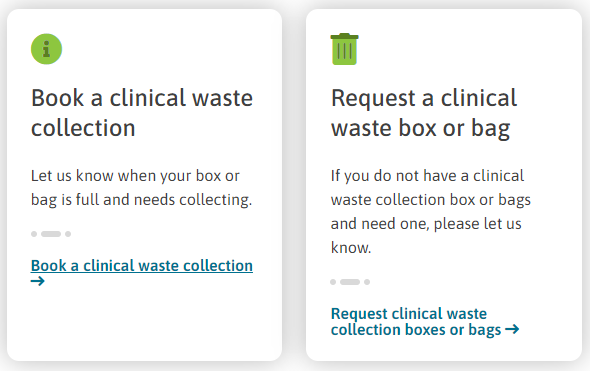 Book a clinical waste
collection
Let us know when your box or
bag is full and needs collecting.
Book a clinical waste collection
→
Request a clinical
waste box or bag
If you do not have a clinical
waste collection box or bags
and need one, please let us
know.
Request clinical waste
collection boxes or bags →